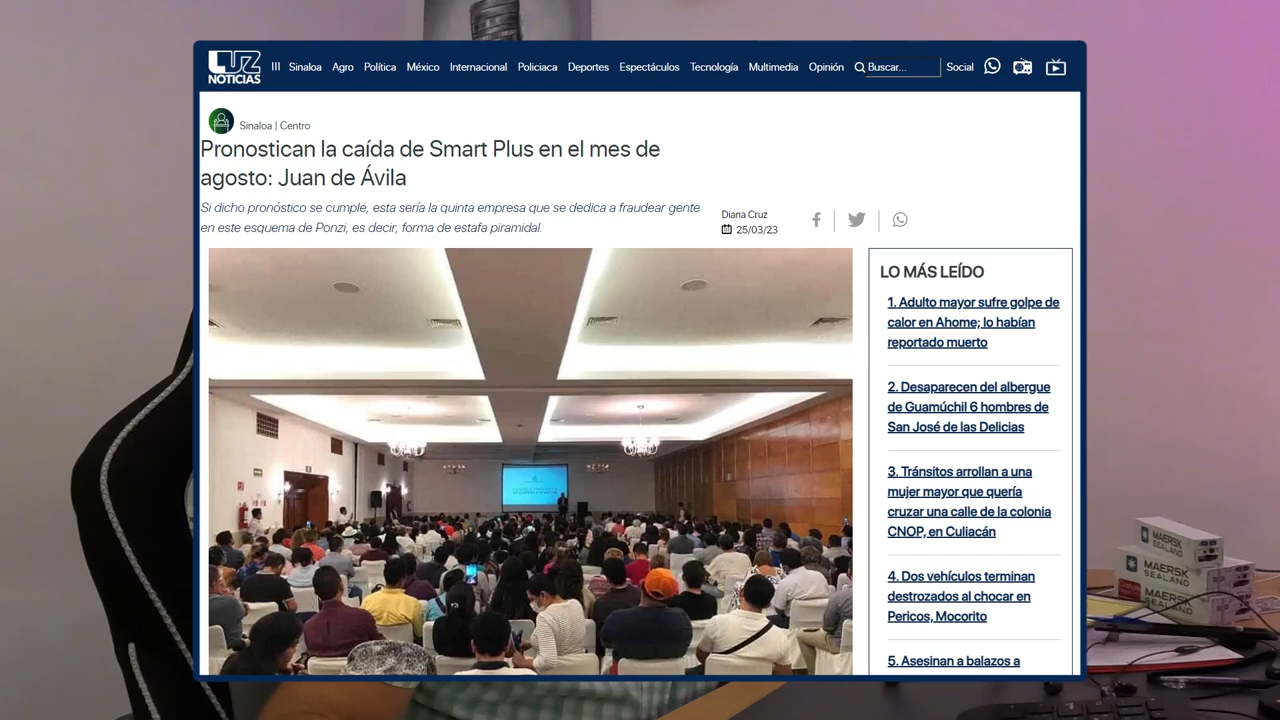 LUZ
NOTICIAS
Sinaloa Agro Política México Internacional Policiaca Deportes Espectáculos Tecnología Multimedia Opinión Buscar... Social
Sinaloa | Centro
Pronostican la caída de Smart Plus en el mes de
agosto: Juan de Ávila
Si dicho pronóstico se cumple, esta sería la quinta empresa que se dedica a fraudear gente
en este esquema de Ponzi, es decir, forma de estafa piramidal.
Diana Cruz
25/03/23
LO MÁS LEÍDO
1. Adulto mayor sufre golpe de
calor en Ahome; lo habían
reportado muerto
2. Desaparecen del albergue
de Guamúchil 6 hombres de
San José de las Delicias
3. Tránsitos arrollan a una
mujer mayor que quería
cruzar una calle de la colonia
CNOP, en Culiacán
4. Dos vehículos terminan
destrozados al chocar en
Pericos, Mocorito
5. Asesinan a balazos a
MAERSK
SEALAND
MAERSK
SEALAND
MAERSK
SEALAND